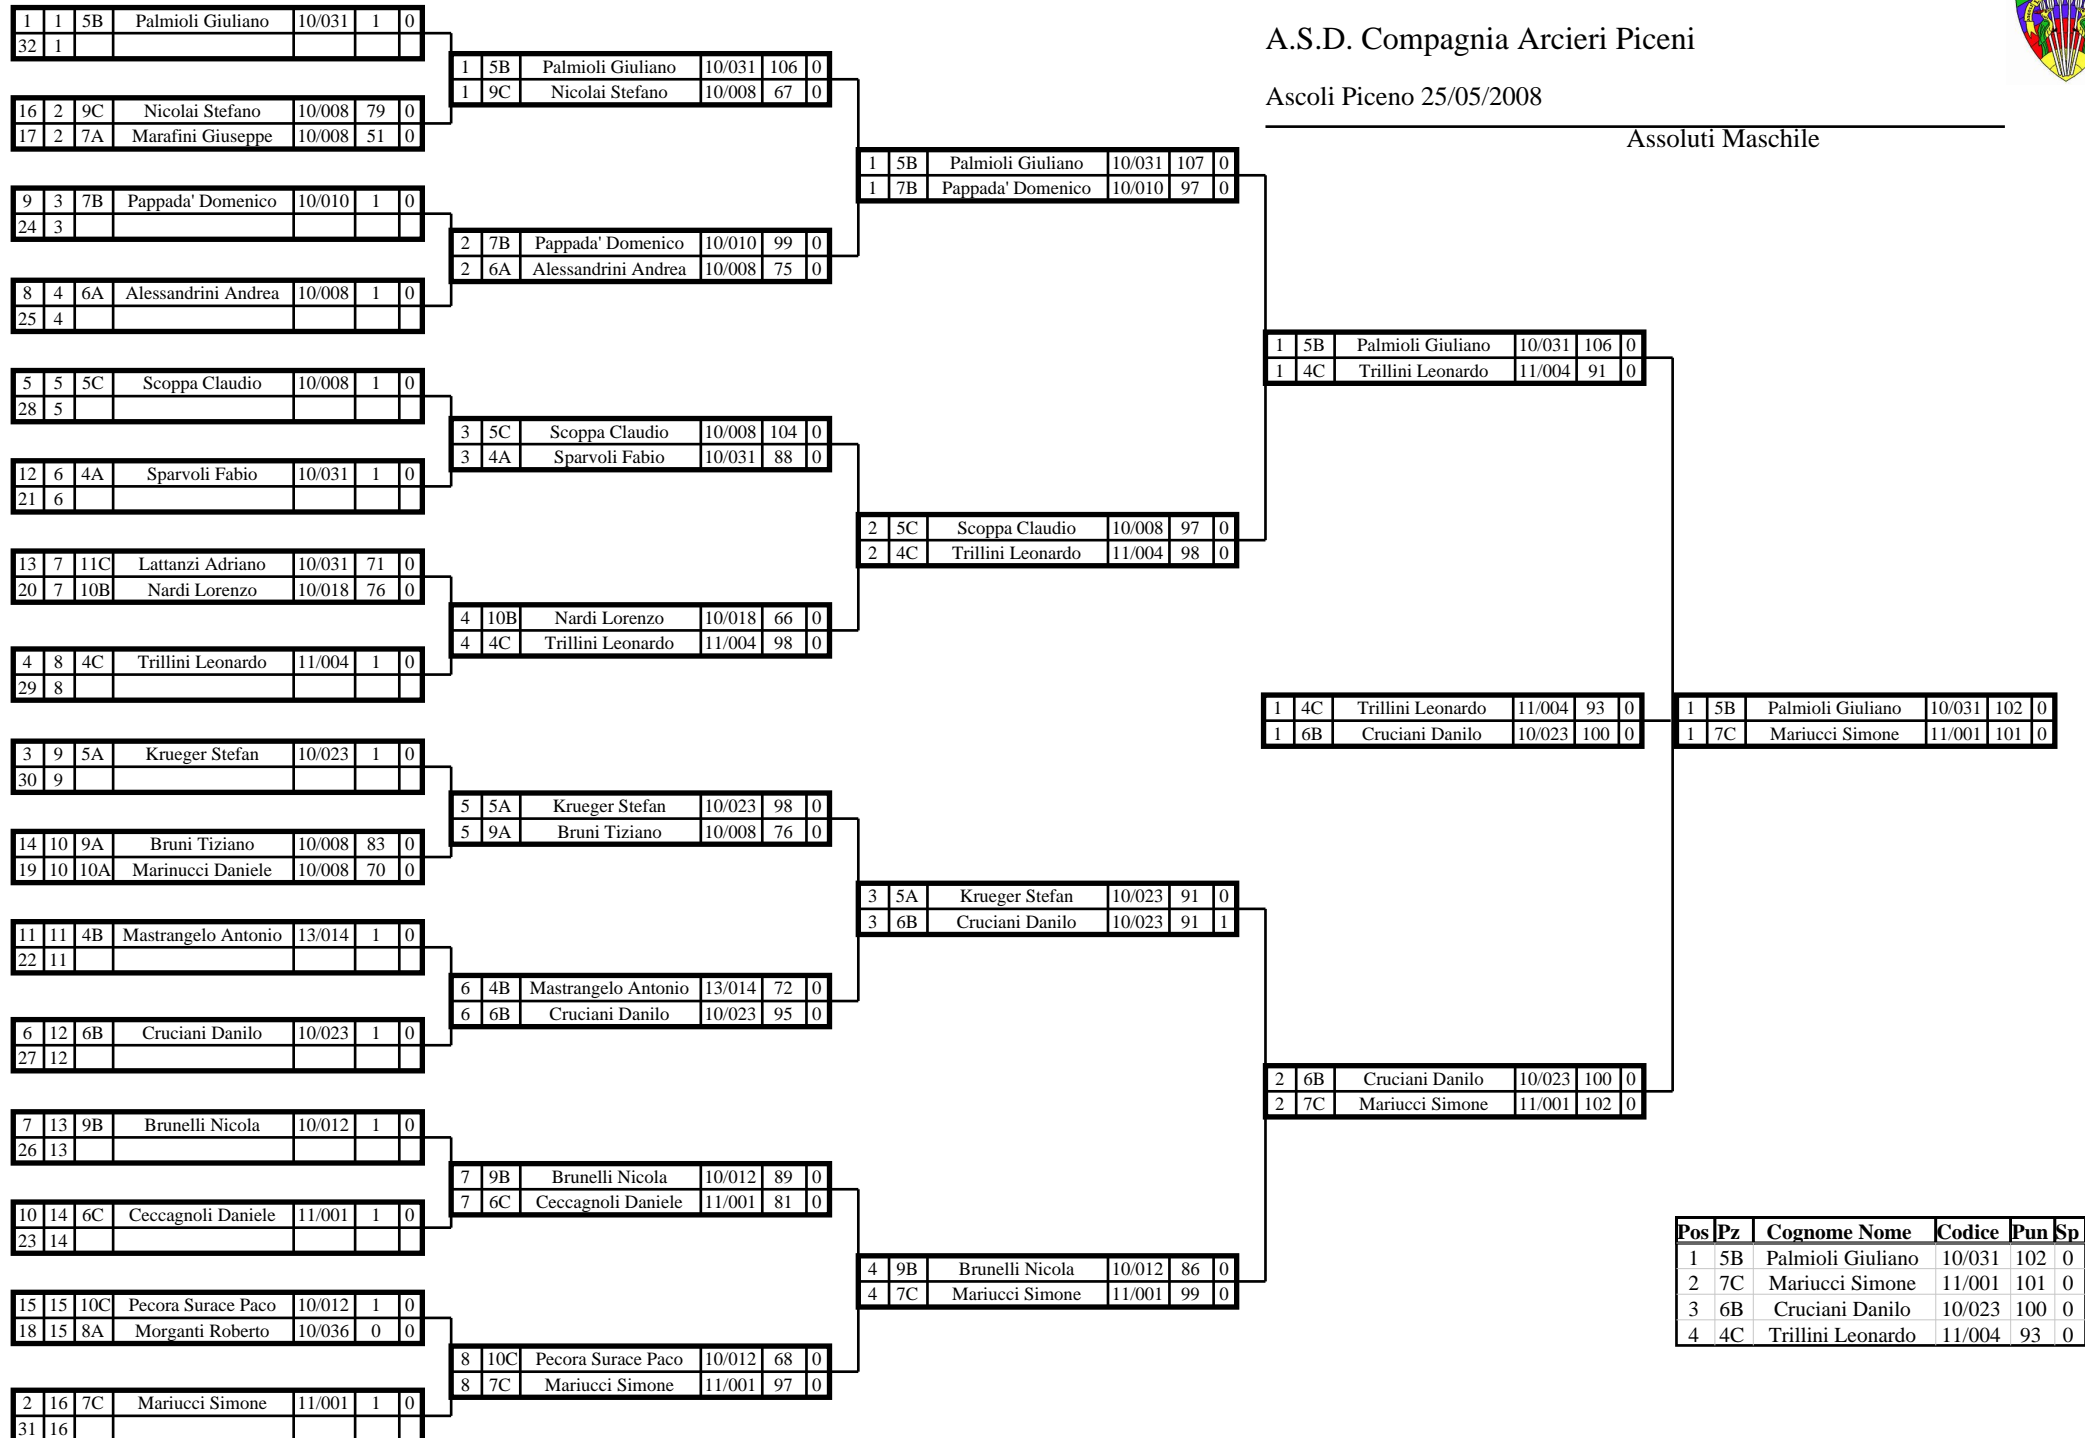 A.S.D. Compagnia Arcieri Piceni
Ascoli Piceno 25/05/2008
Assoluti Maschile
1 1 5B Palmioli Giuliano 10/031 1 0
32 1
16 2 9C Nicolai Stefano 10/008 79 0
17 2 7A Marafini Giuseppe 10/008 51 0
9 3 7B Pappada' Domenico 10/010 1 0
24 3
8 4 6A Alessandrini Andrea 10/008 1 0
25 4
5 5 5C Scoppa Claudio 10/008 1 0
28 5
12 6 4A Sparvoli Fabio 10/031 1 0
21 6
13 7 11C Lattanzi Adriano 10/031 71 0
20 7 10B Nardi Lorenzo 10/018 76 0
4 8 4C Trillini Leonardo 11/004 1 0
29 8
3 9 5A Krueger Stefan 10/023 1 0
30 9
14 10 9A Bruni Tiziano 10/008 83 0
19 10 10A Marinucci Daniele 10/008 70 0
11 11 4B Mastrangelo Antonio 13/014 1 0
22 11
6 12 6B Cruciani Danilo 10/023 1 0
27 12
7 13 9B Brunelli Nicola 10/012 1 0
26 13
10 14 6C Ceccagnoli Daniele 11/001 1 0
23 14
15 15 10C Pecora Surace Paco 10/012 1 0
18 15 8A Morganti Roberto 10/036 0 0
2 16 7C Mariucci Simone 11/001 1 0
31 16
1 5B Palmioli Giuliano 10/031 106 0
1 9C Nicolai Stefano 10/008 67 0
2 7B Pappada' Domenico 10/010 99 0
2 6A Alessandrini Andrea 10/008 75 0
3 5C Scoppa Claudio 10/008 104 0
3 4A Sparvoli Fabio 10/031 88 0
4 10B Nardi Lorenzo 10/018 66 0
4 4C Trillini Leonardo 11/004 98 0
5 5A Krueger Stefan 10/023 98 0
5 9A Bruni Tiziano 10/008 76 0
6 4B Mastrangelo Antonio 13/014 72 0
6 6B Cruciani Danilo 10/023 95 0
7 9B Brunelli Nicola 10/012 89 0
7 6C Ceccagnoli Daniele 11/001 81 0
8 10C Pecora Surace Paco 10/012 68 0
8 7C Mariucci Simone 11/001 97 0
1 5B Palmioli Giuliano 10/031 107 0
1 7B Pappada' Domenico 10/010 97 0
2 5C Scoppa Claudio 10/008 97 0
2 4C Trillini Leonardo 11/004 98 0
3 5A Krueger Stefan 10/023 91 0
3 6B Cruciani Danilo 10/023 91 1
4 9B Brunelli Nicola 10/012 86 0
4 7C Mariucci Simone 11/001 99 0
1 5B Palmioli Giuliano 10/031 106 0
1 4C Trillini Leonardo 11/004 91 0
1 4C Trillini Leonardo 11/004 93 0
1 6B Cruciani Danilo 10/023 100 0
2 6B Cruciani Danilo 10/023 100 0
2 7C Mariucci Simone 11/001 102 0
1 5B Palmioli Giuliano 10/031 102 0
1 7C Mariucci Simone 11/001 101 0
Pos Pz Cognome Nome Codice Pun Sp
1 5B Palmioli Giuliano 10/031 102 0
2 7C Mariucci Simone 11/001 101 0
3 6B Cruciani Danilo 10/023 100 0
4 4C Trillini Leonardo 11/004 93 0